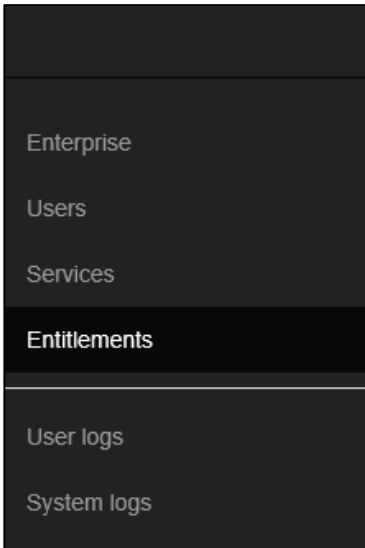 Enterprise
Users
Services
Entitlements
User logs
System logs